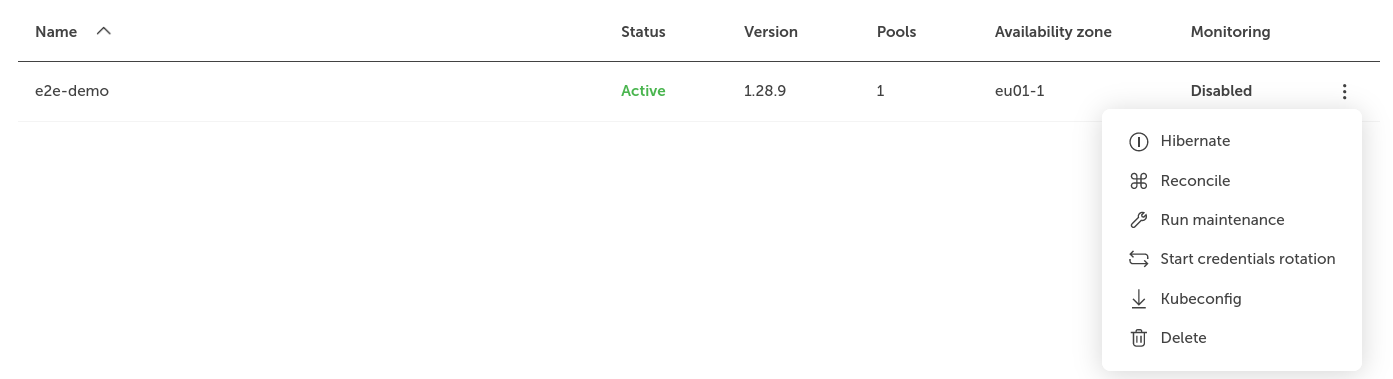 Name Status Version Pools Availability zone Monitoring
e2e-demo Active 1.28.9 1 eu01-1 Disabled
Hibernate
Reconcile
Run maintenance
Start credentials rotation
Kubeconfig
Delete